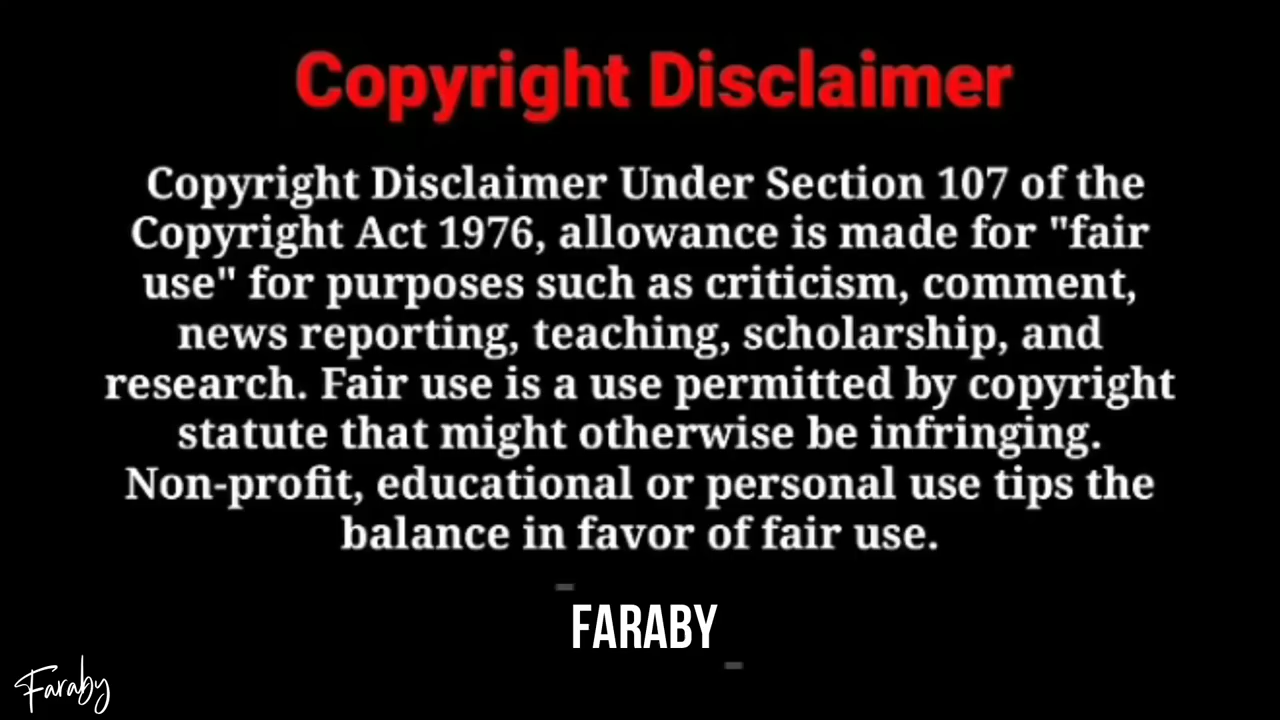 Copyright Disclaimer
Copyright Disclaimer Under Section 107 of the
Copyright Act 1976, allowance is made for "fair
use" for purposes such as criticism, comment,
news reporting, teaching, scholarship, and
research. Fair use is a use permitted by copyright
statute that might otherwise be infringing.
Non-profit, educational or personal use tips the
balance in favor of fair use.
FARABY
Faraby